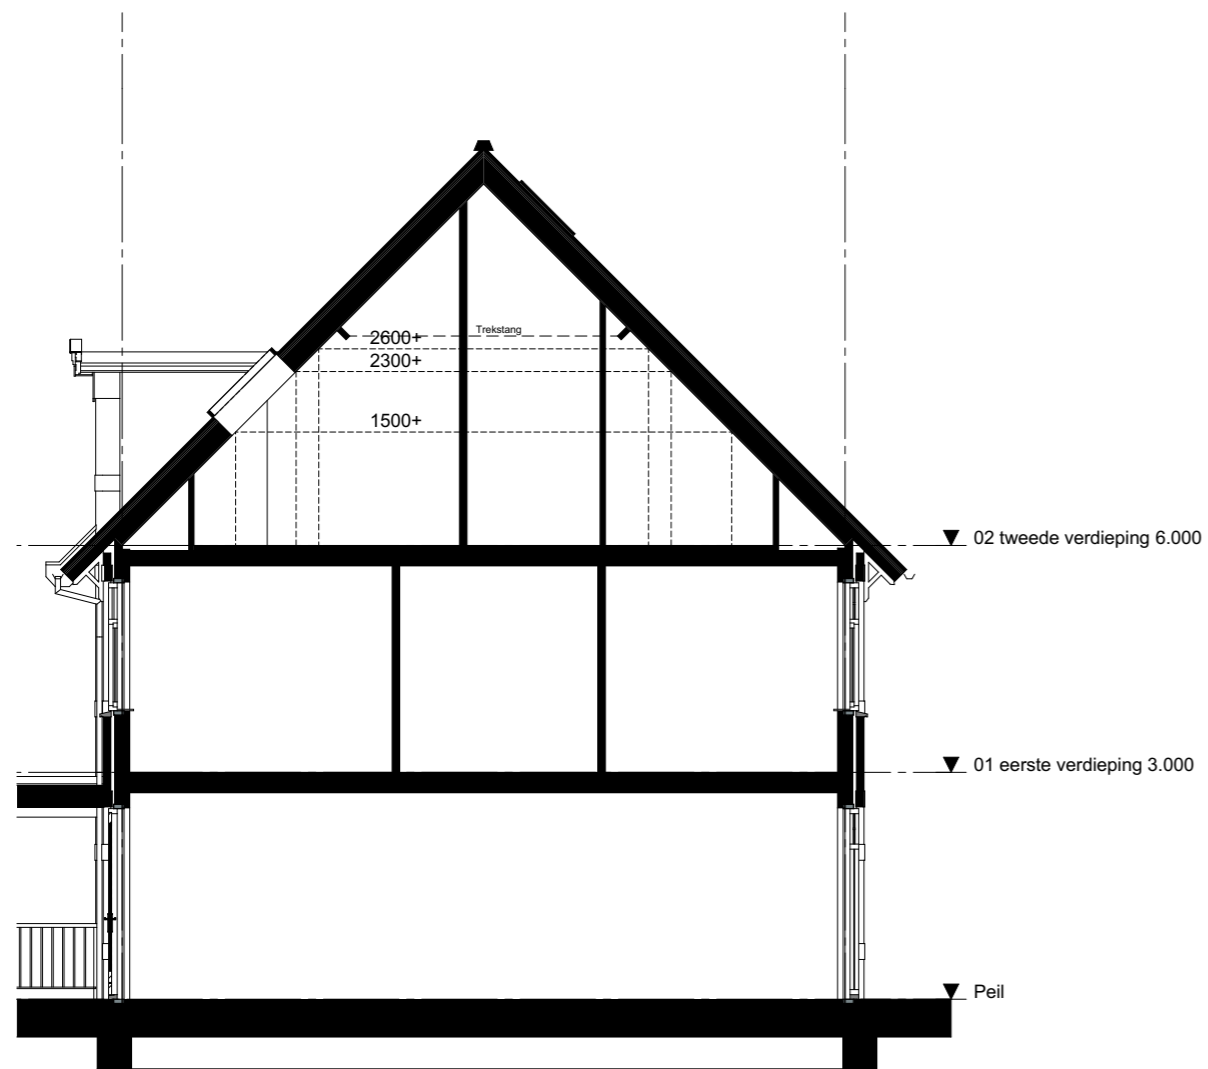 Trekstang
2600+
2300+
1500+
02 tweede verdieping 6.000
01 eerste verdieping 3.000
Peil